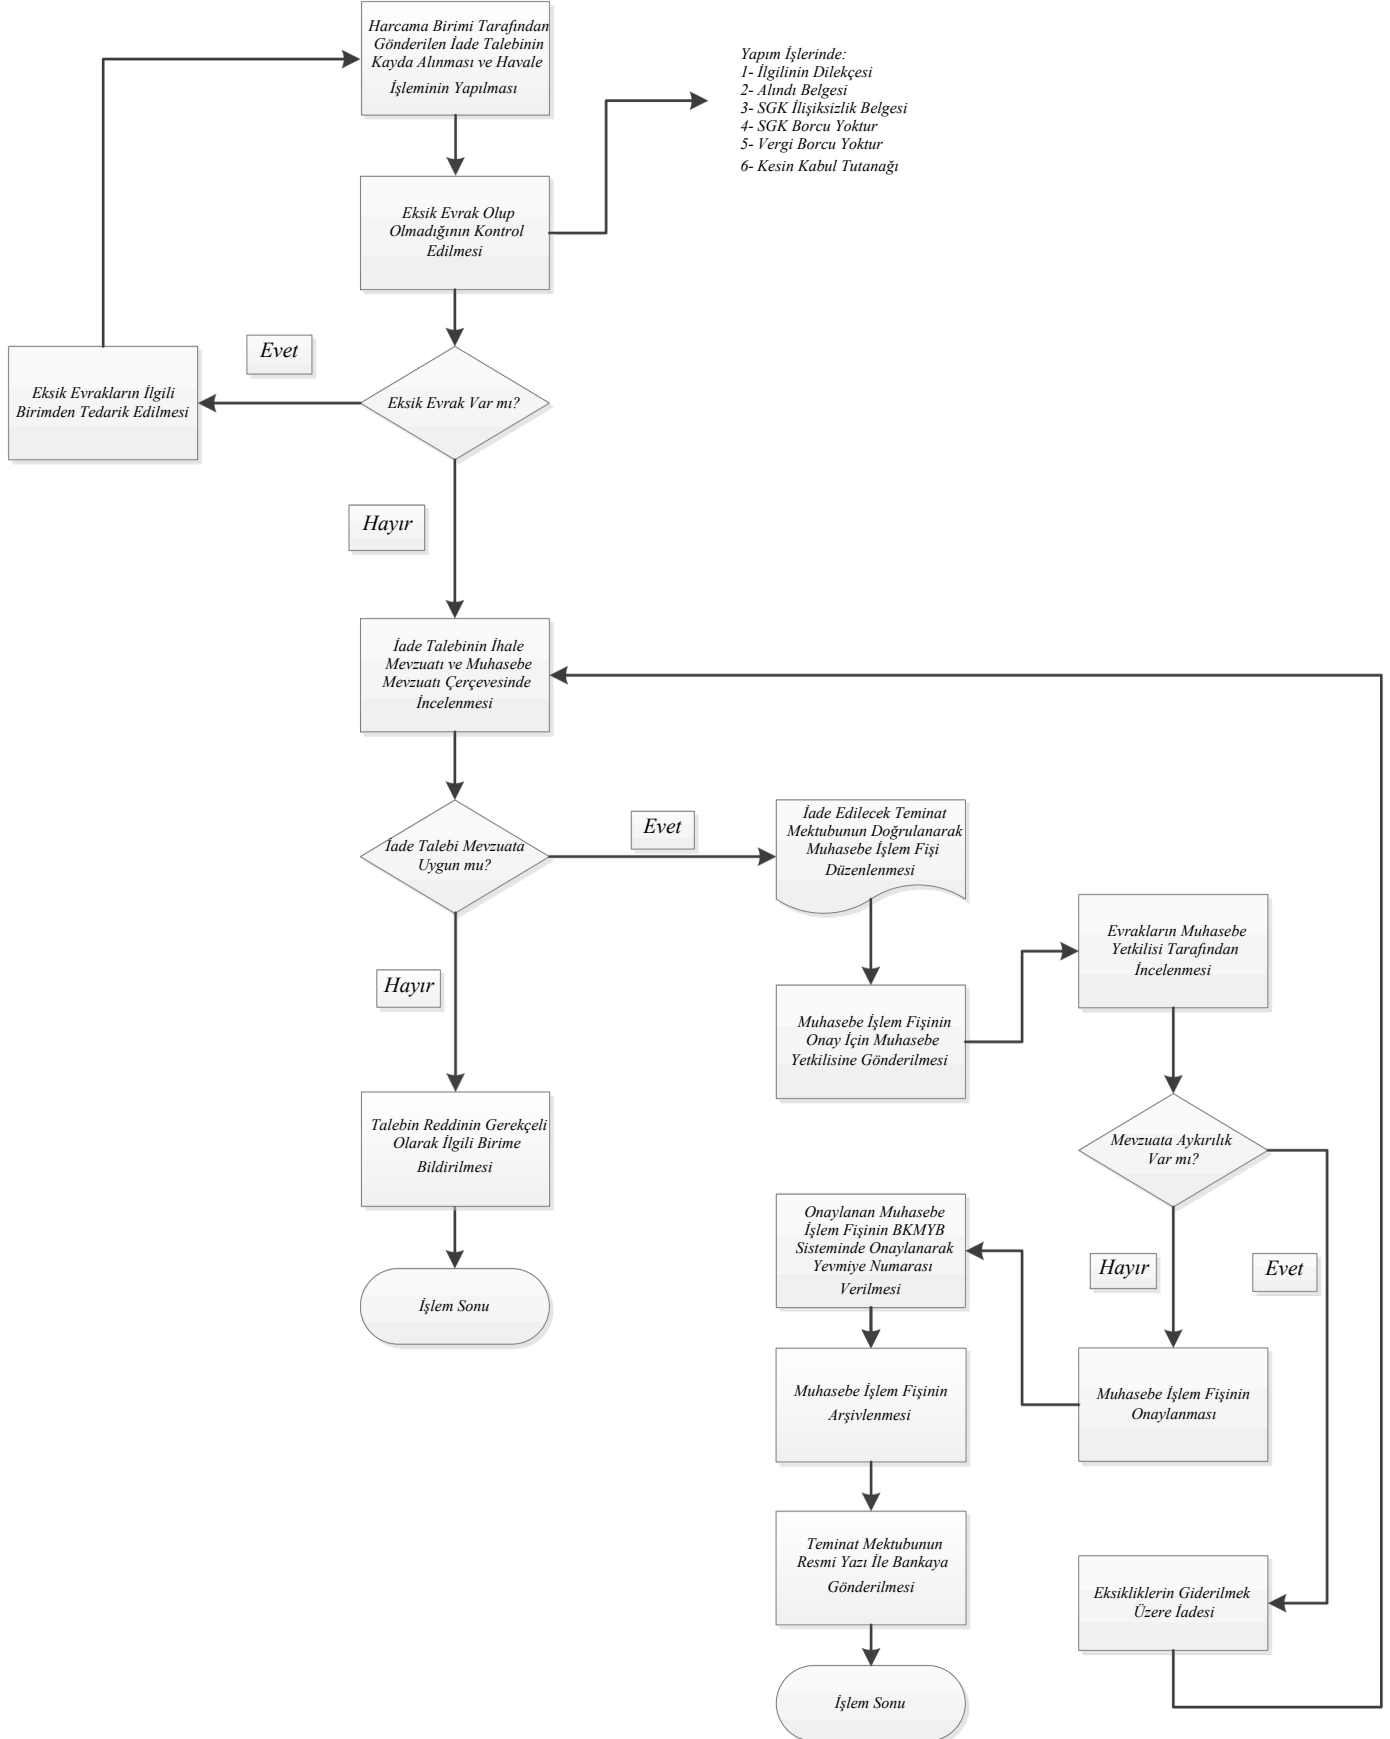 Harcama Birimi Tarafından
Gönderilen İade Talebinin
Kayda Alınması ve Havale
İşleminin Yapılması
Yapım İşlerinde:
1- İlgilinin Dilekçesi
2- Alındı Belgesi
3- SGK İlişiksizlik Belgesi
4- SGK Borcu Yoktur
5- Vergi Borcu Yoktur
6- Kesin Kabul Tutanağı
Eksik Evrak Olup
Olmadığının Kontrol
Edilmesi
Evet
Eksik Evrakların İlgili
Birimden Tedarik Edilmesi
Eksik Evrak Var mı?
Hayır
İade Talebinin İhale
Mevzuatı ve Muhasebe
Mevzuatı Çerçevesinde
İncelenmesi
İade Talebi Mevzuata
Uygun mu?
Evet
İade Edilecek Teminat
Mektubunun Doğrulanarak
Muhasebe İşlem Fişi
Düzenlenmesi
Evrakların Muhasebe
Yetkilisi Tarafından
İncelenmesi
Hayır
Muhasebe İşlem Fişinin
Onay İçin Muhasebe
Yetkilisine Gönderilmesi
Talebin Reddinin Gerekçeli
Olarak İlgili Birime
Bildirilmesi
Mevzuata Aykırılık
Var mı?
Onaylanan Muhasebe
İşlem Fişinin BKMYB
Sisteminde Onaylanarak
Yevmiye Numarası
Verilmesi
Hayır
Evet
İşlem Sonu
Muhasebe İşlem Fişinin
Arşivlenmesi
Muhasebe İşlem Fişinin
Onaylanması
Teminat Mektubunun
Resmi Yazı İle Bankaya
Gönderilmesi
Eksikliklerin Giderilmek
Üzere İadesi
İşlem Sonu